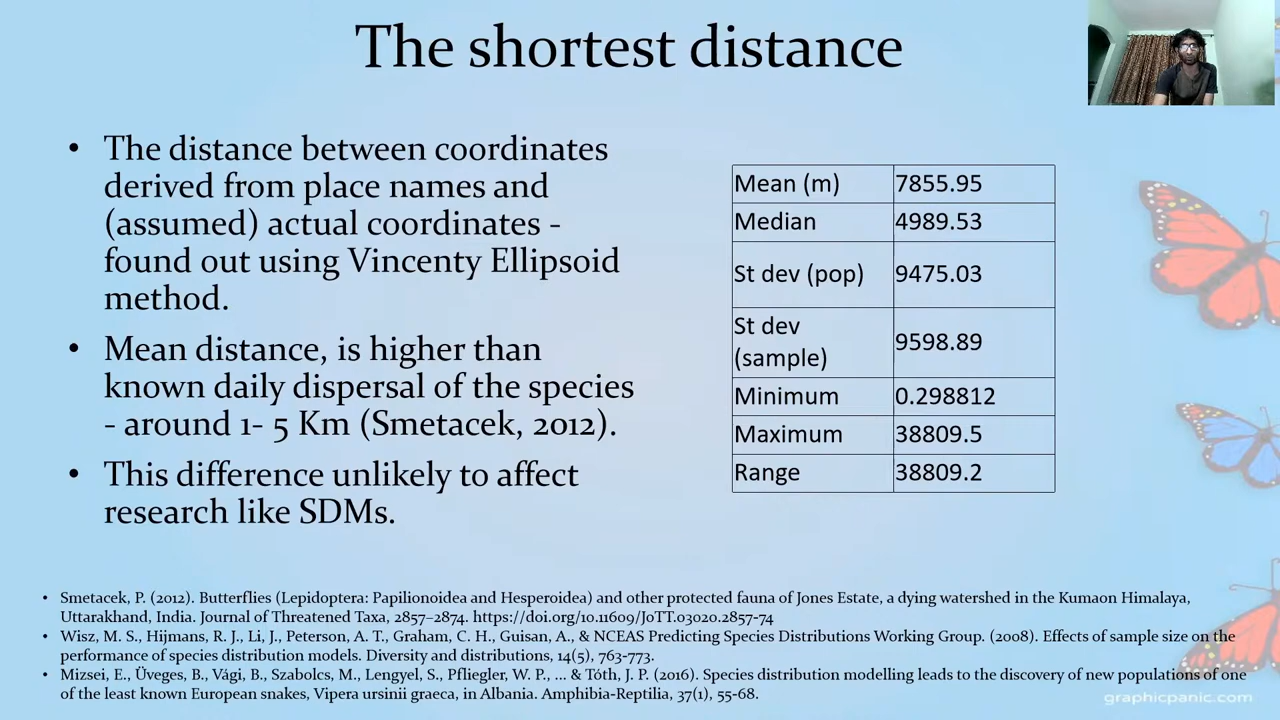 The shortest distance
• The distance between coordinates
derived from place names and
(assumed) actual coordinates -
found out using Vincenty Ellipsoid
method.
• Mean distance, is higher than
known daily dispersal of the species
- around 1- 5 Km (Smetacek, 2012).
• This difference unlikely to affect
research like SDMs.
Mean (m) 7855.95
Median 4989.53
St dev (pop) 9475.03
St dev
(sample) 9598.89
Minimum 0.298812
Maximum 38809.5
Range 38809.2
• Smetacek, P. (2012). Butterflies (Lepidoptera: Papilionoidea and Hesperoidea) and other protected fauna of Jones Estate, a dying watershed in the Kumaon Himalaya,
Uttarakhand, India. Journal of Threatened Taxa, 2857–2874. https://doi.org/10.11609/JoTT.03020.2857-74
• Wisz, M. S., Hijmans, R. J., Li, J., Peterson, A. T., Graham, C. H., Guisan, A., & NCEAS Predicting Species Distributions Working Group. (2008). Effects of sample size on the
performance of species distribution models. Diversity and distributions, 14(5), 763-773.
• Mizsei, E., Üveges, B., Vági, B., Szabolcs, M., Lengyel, S., Pfliegler, W. P., ... & Tóth, J. P. (2016). Species distribution modelling leads to the discovery of new populations of one
of the least known European snakes, Vipera ursinii graeca, in Albania. Amphibia-Reptilia, 37(1), 55-68.
graphicpanic.com